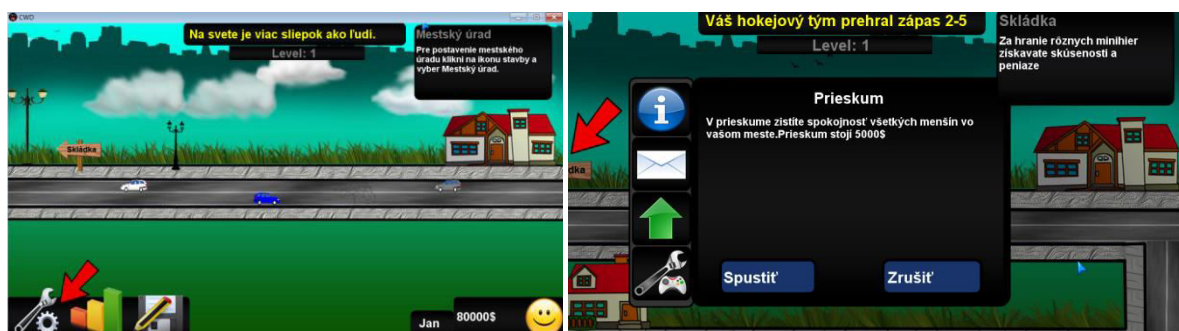 CWD
Na svete je viac sliepok ako ľudi.
Level: 1
Mestský úrad
Pre postavenie mestského
úradu klikni na ikonu stavby a
vyber Mestský úrad.
Skládka
Jan
80000$
Váš hokejový tým prehral zápas 2-5
Level: 1
Skládka
Za hranie rôznych minihier
získavate skúsenosti a
peniaze
Prieskum
V prieskume zistíte spokojnosť všetkých menšín vo
vašom meste.Prieskum stojí 5000$
dka
Spustiť
Zrušiť